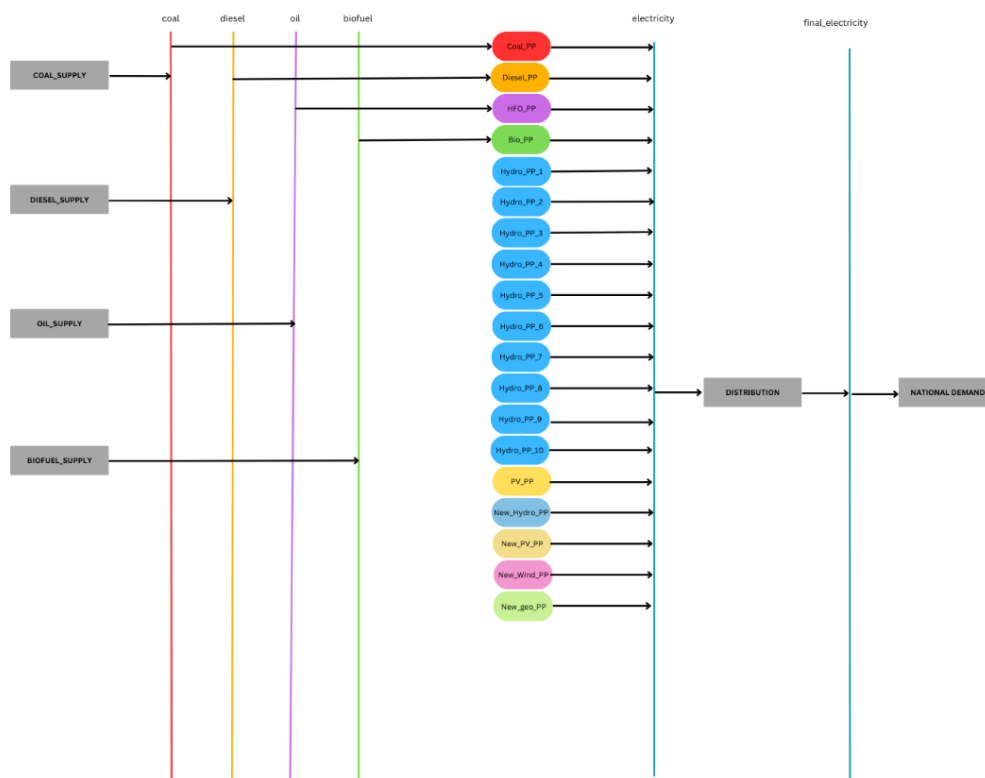 coal
diesel
oil
biofuel
electricity
final_electricity
Coal_PP
COAL_SUPPLY
Diesel_PP
HFO_PP
Bio_PP
Hydro_PP_1
DIESEL_SUPPLY
Hydro_PP_2
Hydro_PP_3
Hydro_PP_4
Hydro_PP_5
OIL_SUPPLY
Hydro_PP_6
Hydro_PP_7
Hydro_PP_8
DISTRIBUTION
NATIONAL DEMAND
Hydro_PP_9
Hydro_PP_10
BIOFUEL_SUPPLY
PV_PP
New_Hydro_PP
New_PV_PP
New_Wind_PP
New_geo_PP